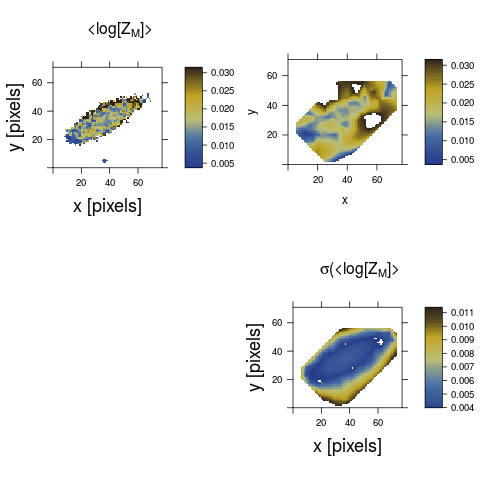 <log[Z_M]>
60
40
20
20 40 60
x [pixels]
y [pixels]
0.030
0.025
0.020
0.015
0.010
0.005
60
40
20
20 40 60
x
y
0.030
0.025
0.020
0.015
0.010
0.005
σ(<log[Z_M]>
60
40
20
20 40 60
x [pixels]
y [pixels]
0.011
0.010
0.009
0.008
0.007
0.006
0.005
0.004